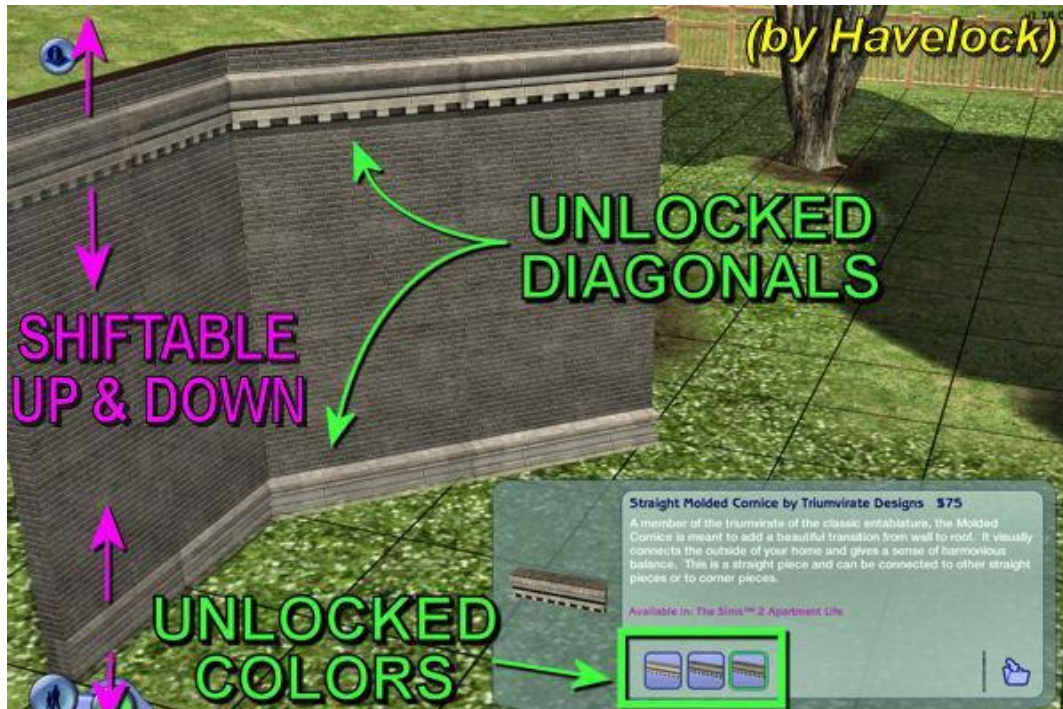 (by Havelock)
UNLOCKED
DIAGONALS
SHIFTABLE
UP & DOWN
Straight Molded Cornice by Triumvirate Designs $75
A member of the triumvirate of the classic entablature, the Molded
Cornice is meant to add a beautiful transition from wall to roof. It visually
connects the outside of your home and gives a sense of harmonious
balance. This is a straight piece and can be connected to other straight
pieces or to corner pieces.
Available in: The Sims™ 2 Apartment Life
UNLOCKED
COLORS